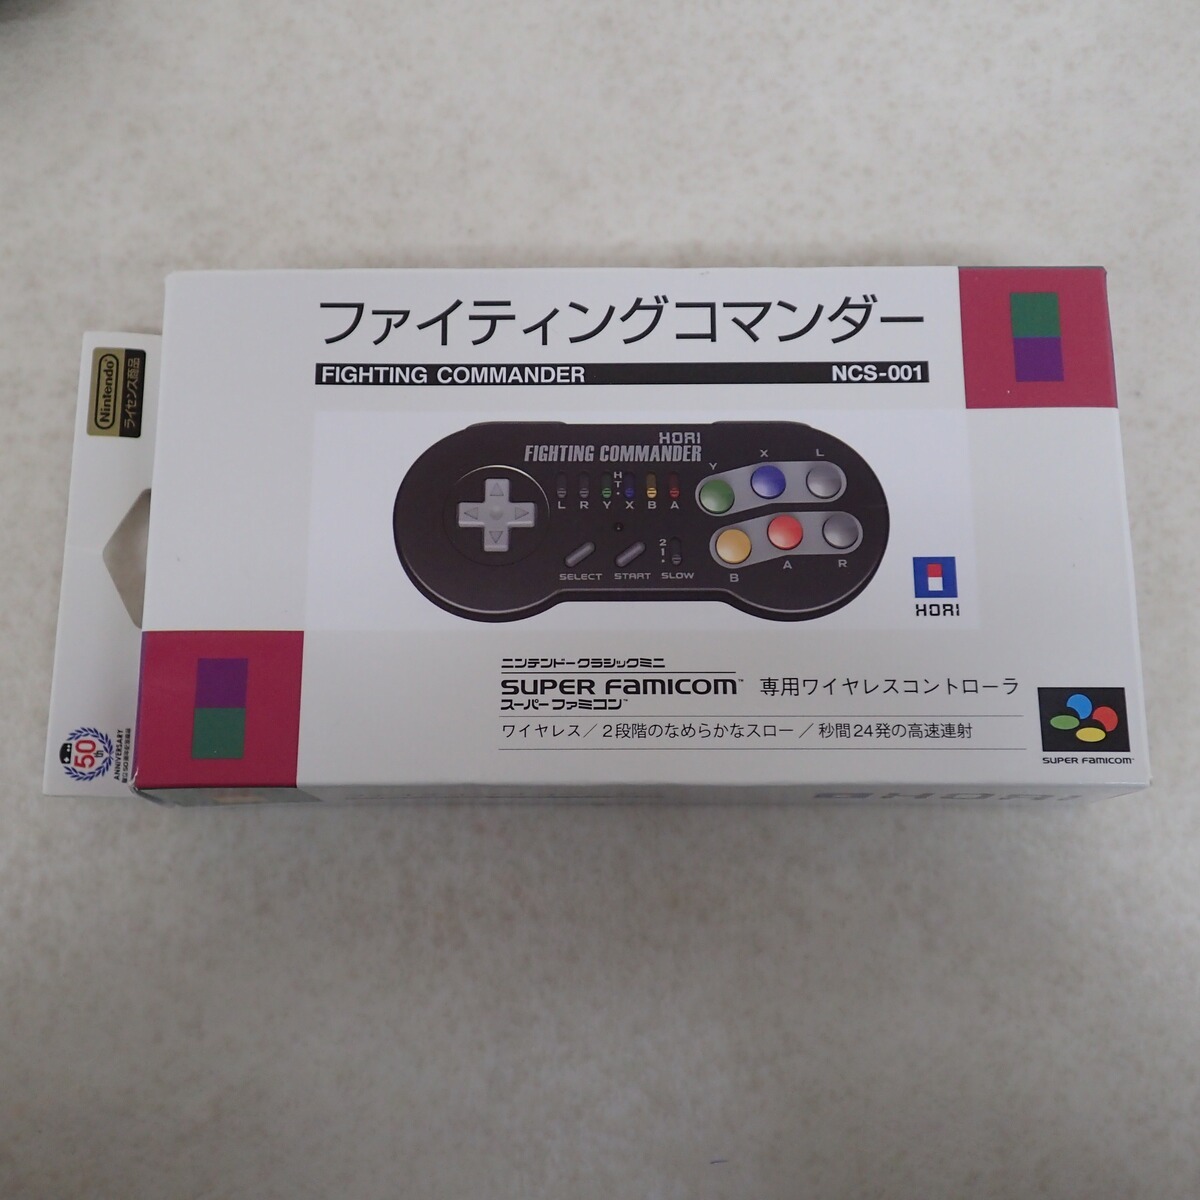 ファイティングコマンダー
FIGHTING COMMANDER NCS-001
Nintendo
ライセンス商品
HORI
FIGHTING COMMANDER
Y X L
H
T
L R Y X B A
2
1
SELECT START SLOW
B A R
HORI
ニンテンドークラシックミニ
SUPER FAMICOM™ 専用ワイヤレスコントローラ
スーパーファミコン™
ワイヤレス/2段階のなめらかなスロー/秒間24発の高速連射
SUPER FAMICOM™
50th
ANNIVERSARY
HORI